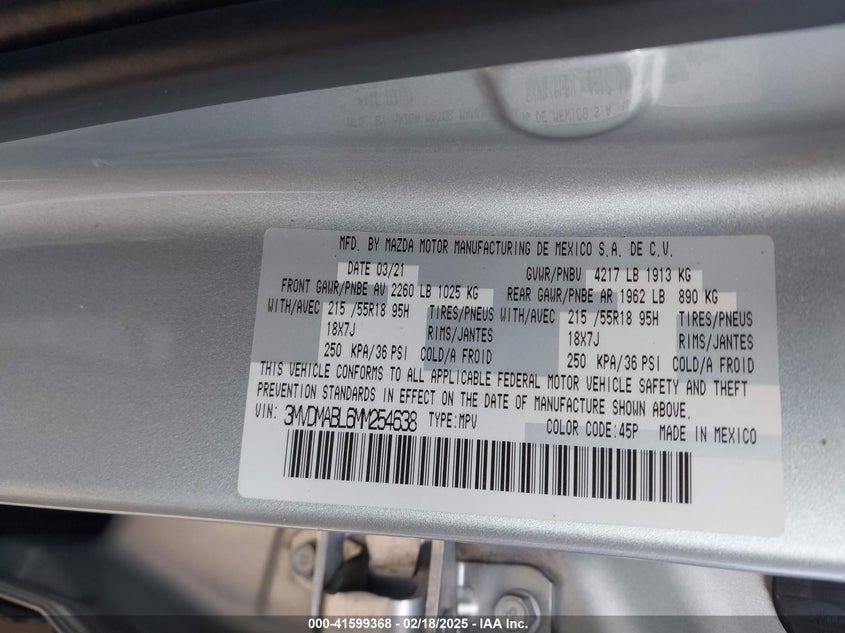 MFD. BY MAZDA MOTOR MANUFACTURING DE MEXICO S.A. DE C.V.
DATE 03/21 GVWR/PNBV 4217 LB 1913 KG
FRONT GAWR/PNBE AV 2260 LB 1025 KG REAR GAWR/PNBE AR 1962 LB 890 KG
WITH/AVEC 215 /55R18 95H TIRES/PNEUS WITH/AVEC 215 /55R18 95H TIRES/PNEUS
18X7J RIMS/JANTES 18X7J RIMS/JANTES
250 KPA/36 PSI COLD/A FROID 250 KPA/36 PSI COLD/A FROID
THIS VEHICLE CONFORMS TO ALL APPLICABLE FEDERAL MOTOR VEHICLE SAFETY AND THEFT
PREVENTION STANDARDS IN EFFECT ON THE DATE OF MANUFACTURE SHOWN ABOVE.
VIN: 3MVDMABL6MM254638 TYPE:MPV COLOR CODE:45P MADE IN MEXICO
000-41599368 - 02/18/2025 - IAA Inc.